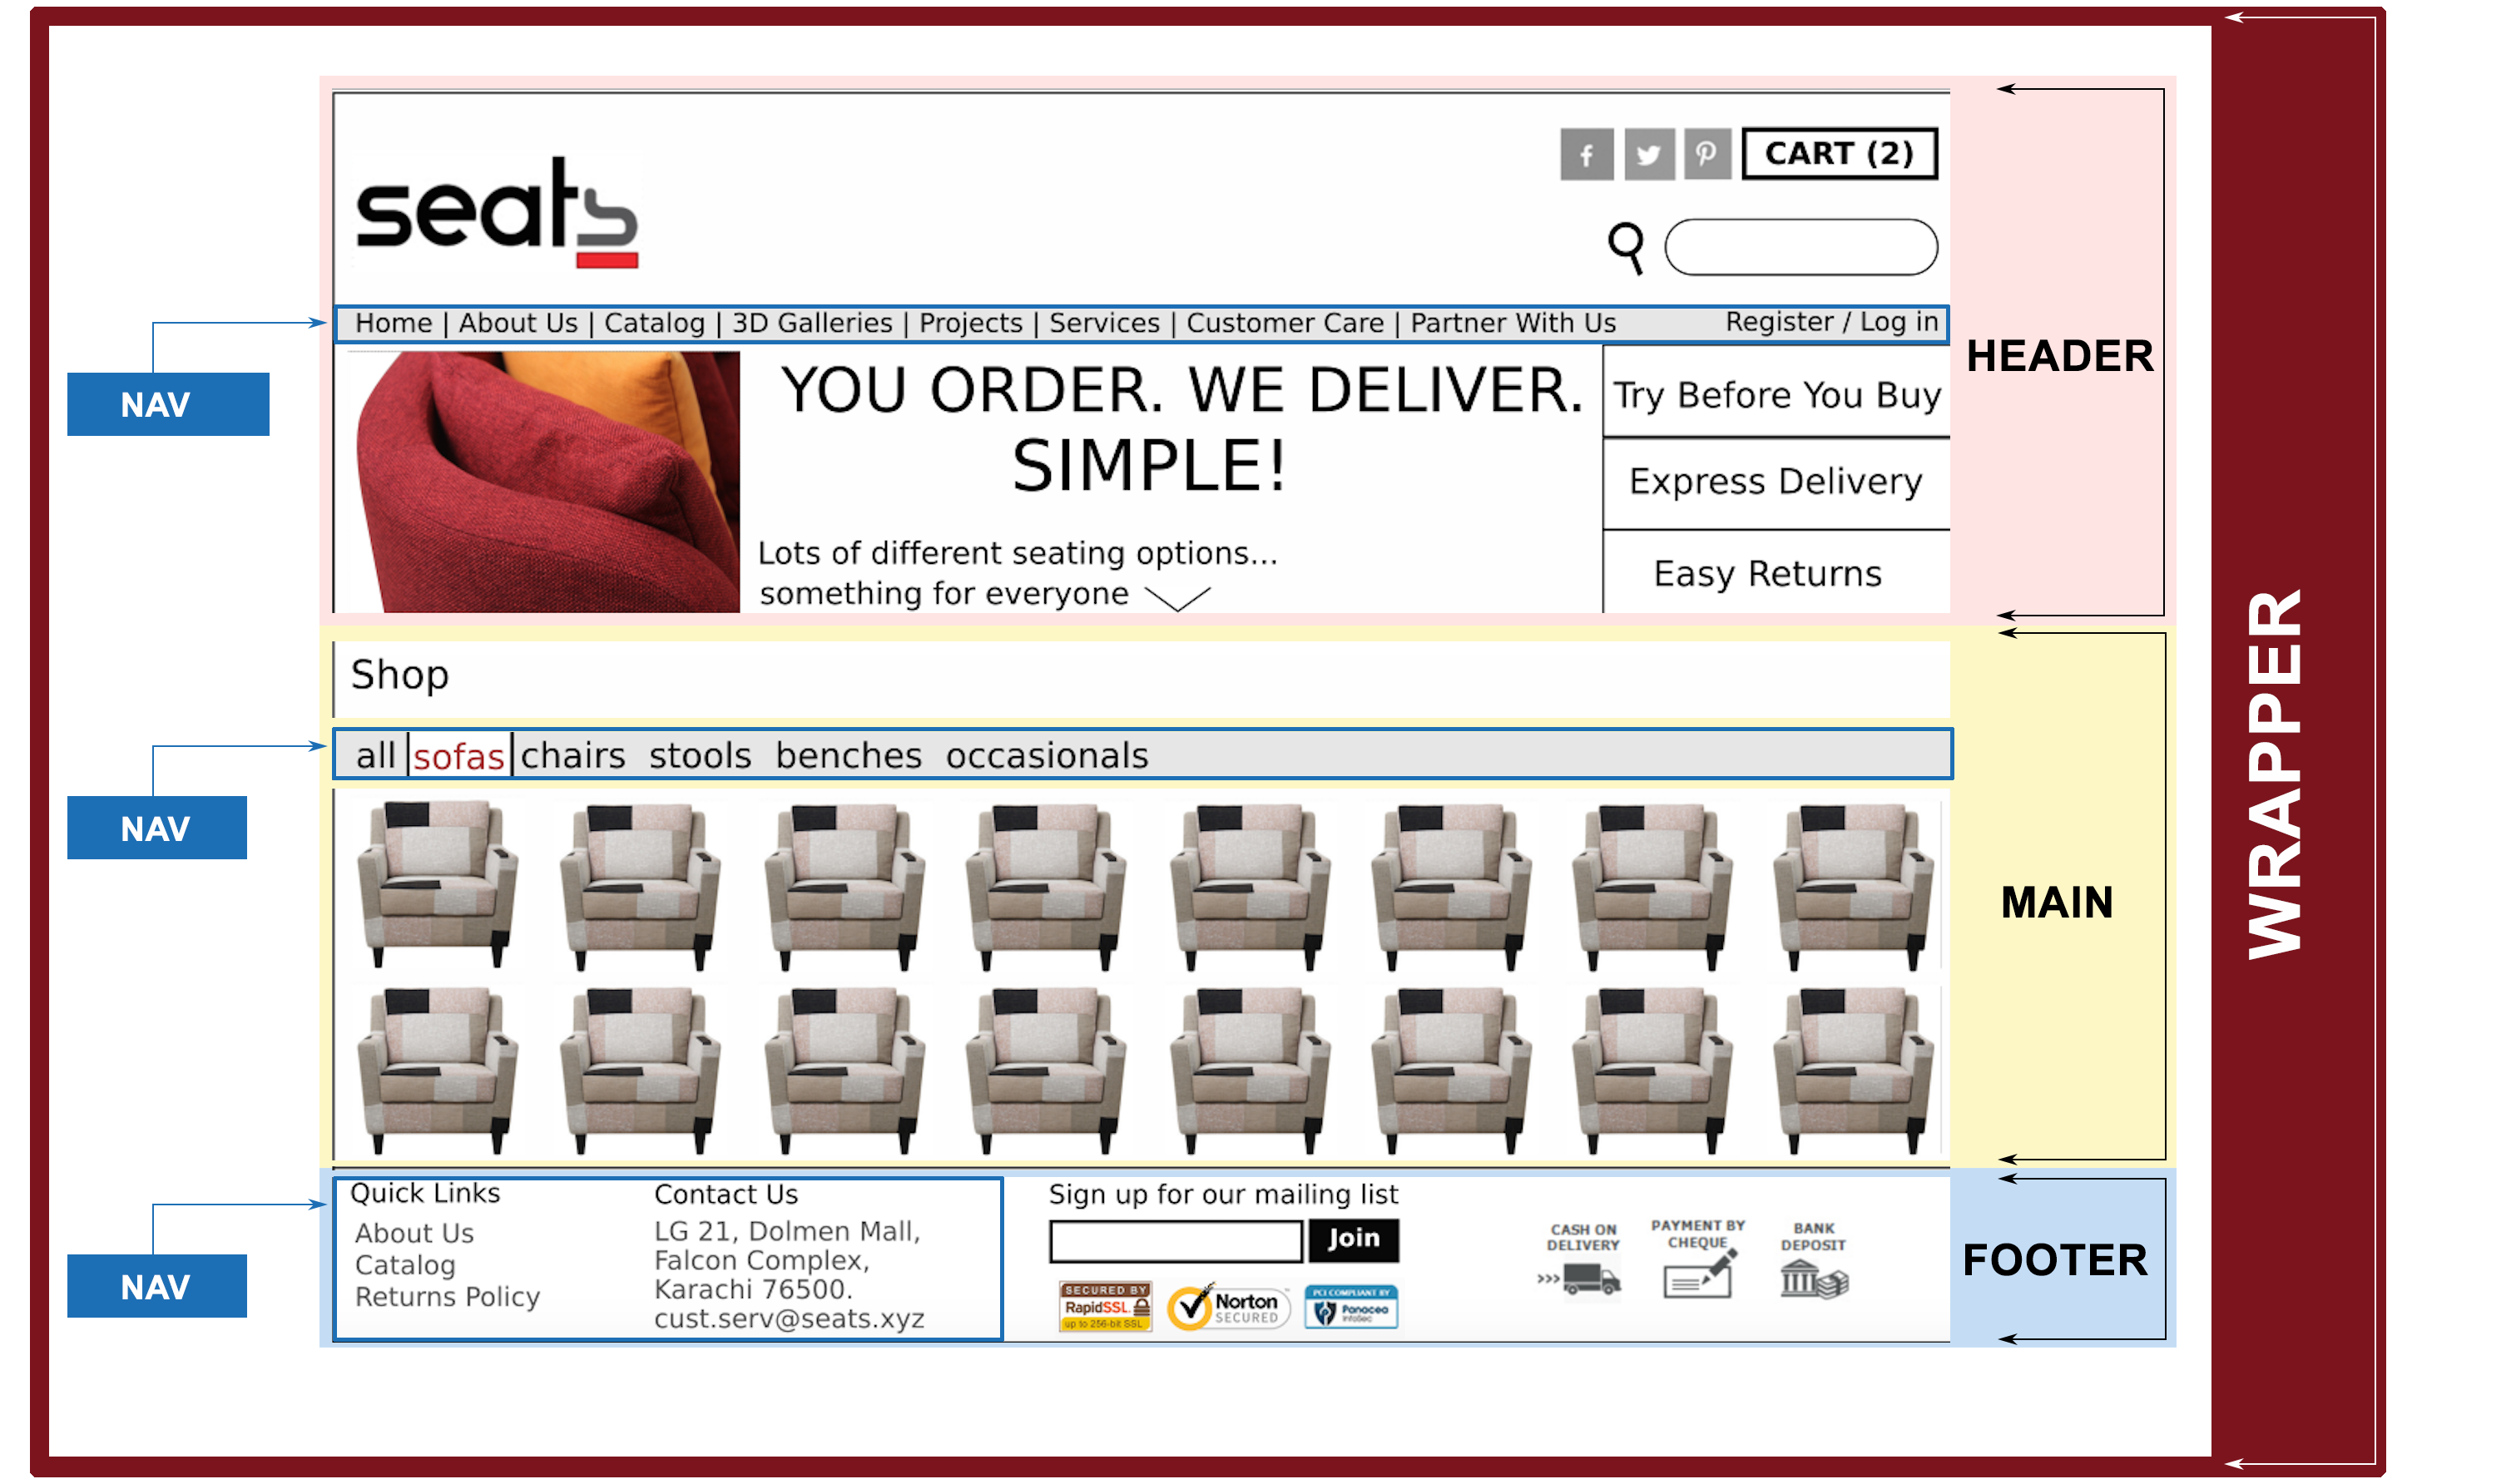 seats
f
CART (2)
Home | About Us | Catalog | 3D Galleries | Projects | Services | Customer Care | Partner With Us
Register / Log in
NAV
HEADER
YOU ORDER. WE DELIVER.
SIMPLE!
Lots of different seating options...
something for everyone
Try Before You Buy
Express Delivery
Easy Returns
WRAPPER
Shop
NAV
all |sofas| chairs stools benches occasionals
MAIN
NAV
Quick Links
About Us
Catalog
Returns Policy
Contact Us
LG 21, Dolmen Mall,
Falcon Complex,
Karachi 76500.
cust.serv@seats.xyz
Sign up for our mailing list
Join
SECURED BY
RapidSSL.
up to 256-bit SSL
Norton
SECURED
PCI COMPLIANT BY
Panacea
InfoSec
CASH ON
DELIVERY
>>>
PAYMENT BY
CHEQUE
BANK
DEPOSIT
FOOTER